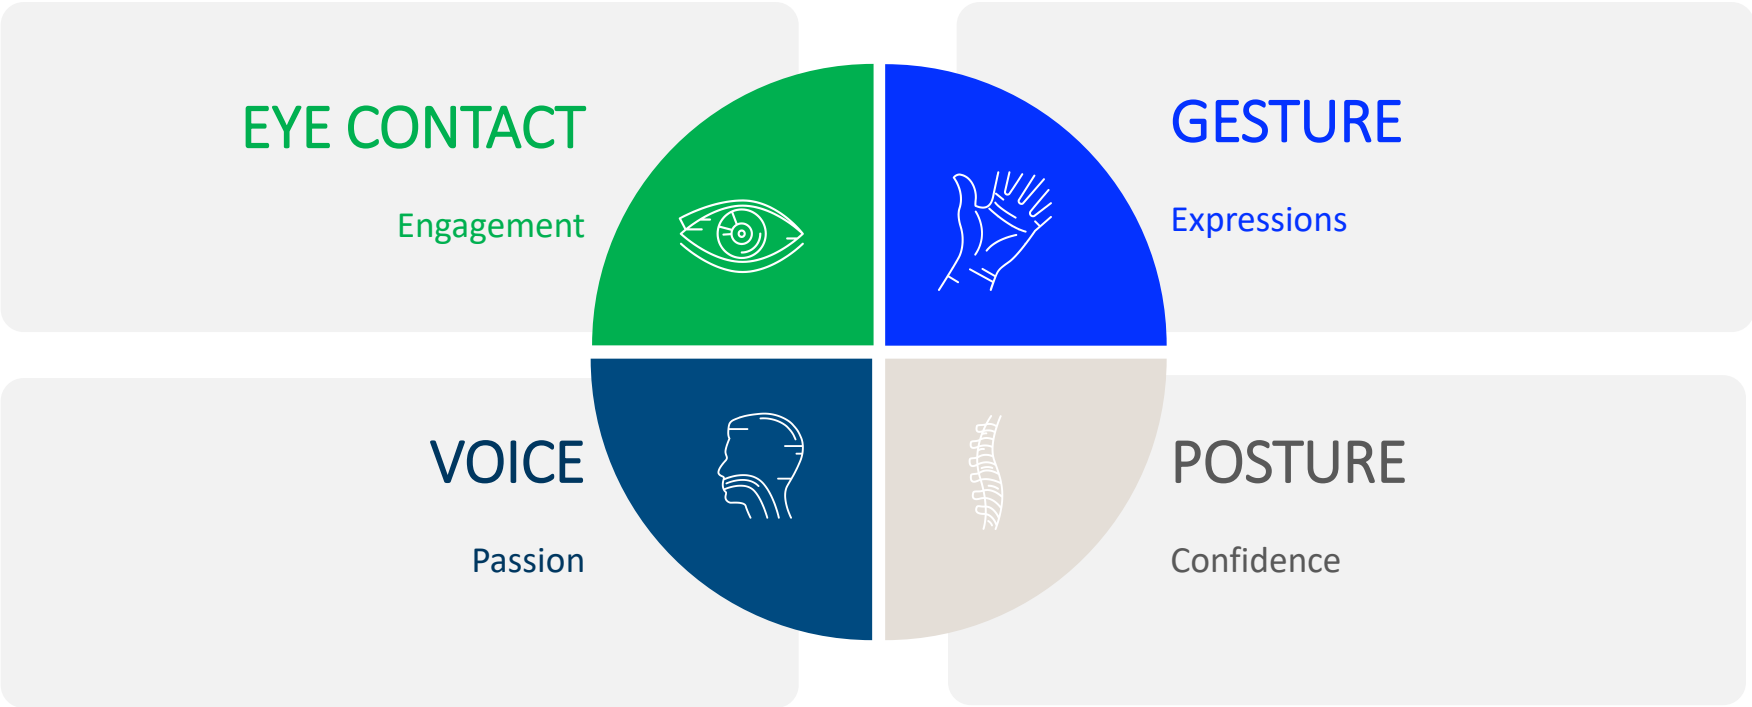 EYE CONTACT
Engagement
GESTURE
Expressions
VOICE
Passion
POSTURE
Confidence